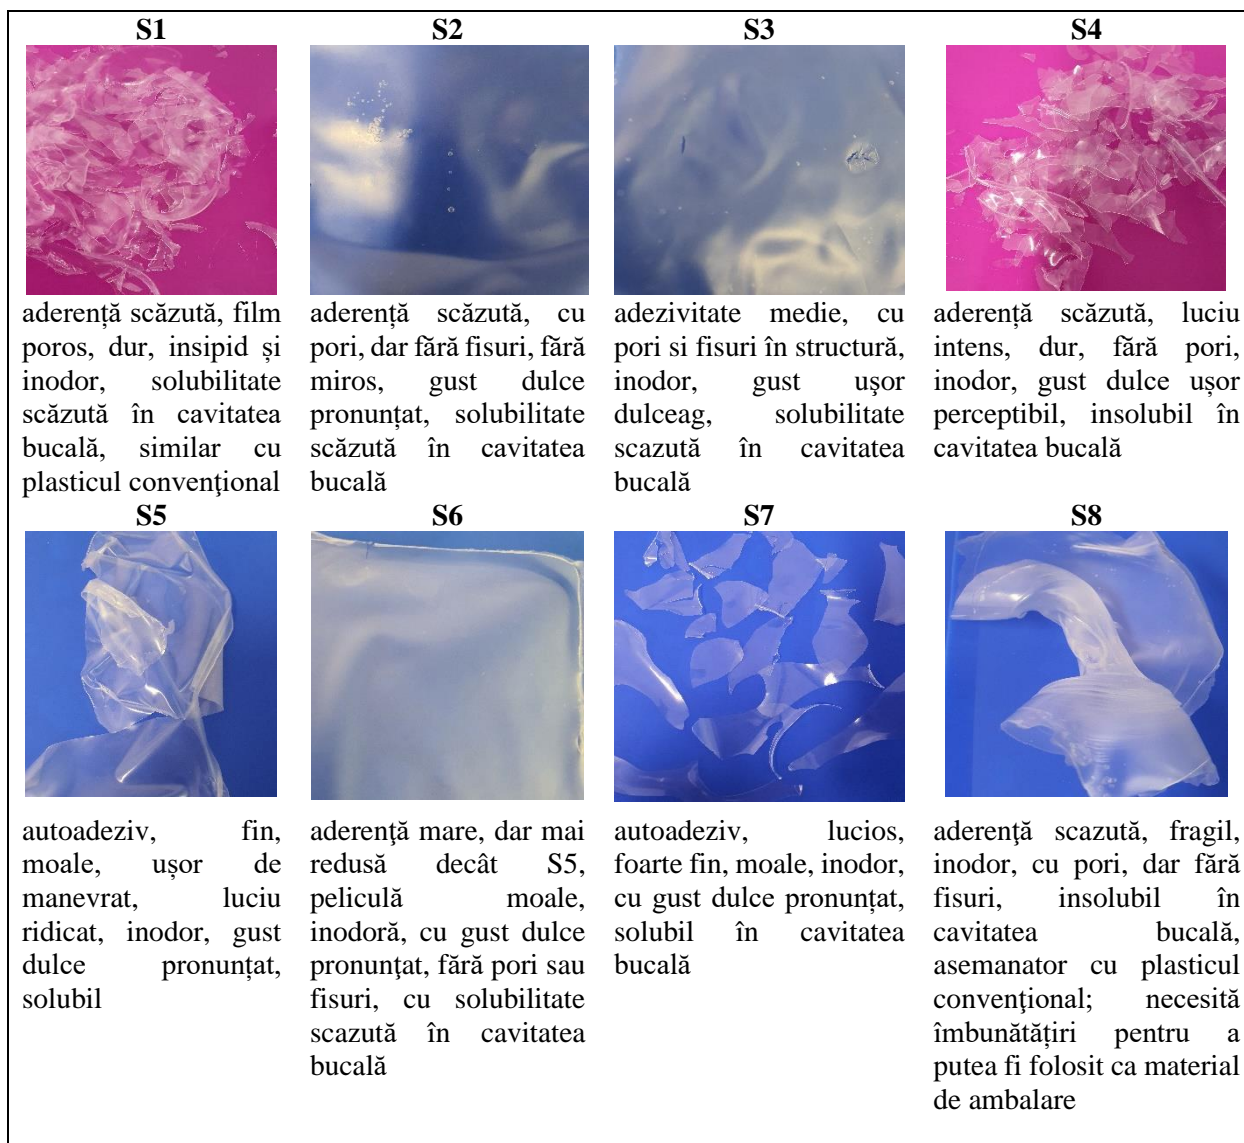 S1
aderență scăzută, film
poros, dur, insipid și
inodor, solubilitate
scăzută în cavitatea
bucală, similar cu
plasticul convenţional
S2
aderență scăzută, cu
pori, dar fără fisuri, fără
miros, gust dulce
pronunțat, solubilitate
scăzută în cavitatea
bucală
S3
adezivitate medie, cu
pori si fisuri în structură,
inodor, gust uşor
dulceag, solubilitate
scazută în cavitatea
bucală
S4
aderență scăzută, luciu
intens, dur, fără pori,
inodor, gust dulce ușor
perceptibil, insolubil în
cavitatea bucală
S5
autoadeziv, fin,
moale, ușor de
manevrat, luciu
ridicat, inodor, gust
dulce pronunțat,
solubil
S6
aderenţă mare, dar mai
redusă decât S5,
peliculă moale,
inodoră, cu gust dulce
pronunţat, fără pori sau
fisuri, cu solubilitate
scazută în cavitatea
bucală
S7
autoadeziv, lucios,
foarte fin, moale, inodor,
cu gust dulce pronunțat,
solubil în cavitatea
bucală
S8
aderenţă scazută, fragil,
inodor, cu pori, dar fără
fisuri, insolubil în
cavitatea bucală,
asemanator cu plasticul
convenţional; necesită
îmbunătățiri pentru a
putea fi folosit ca material
de ambalare